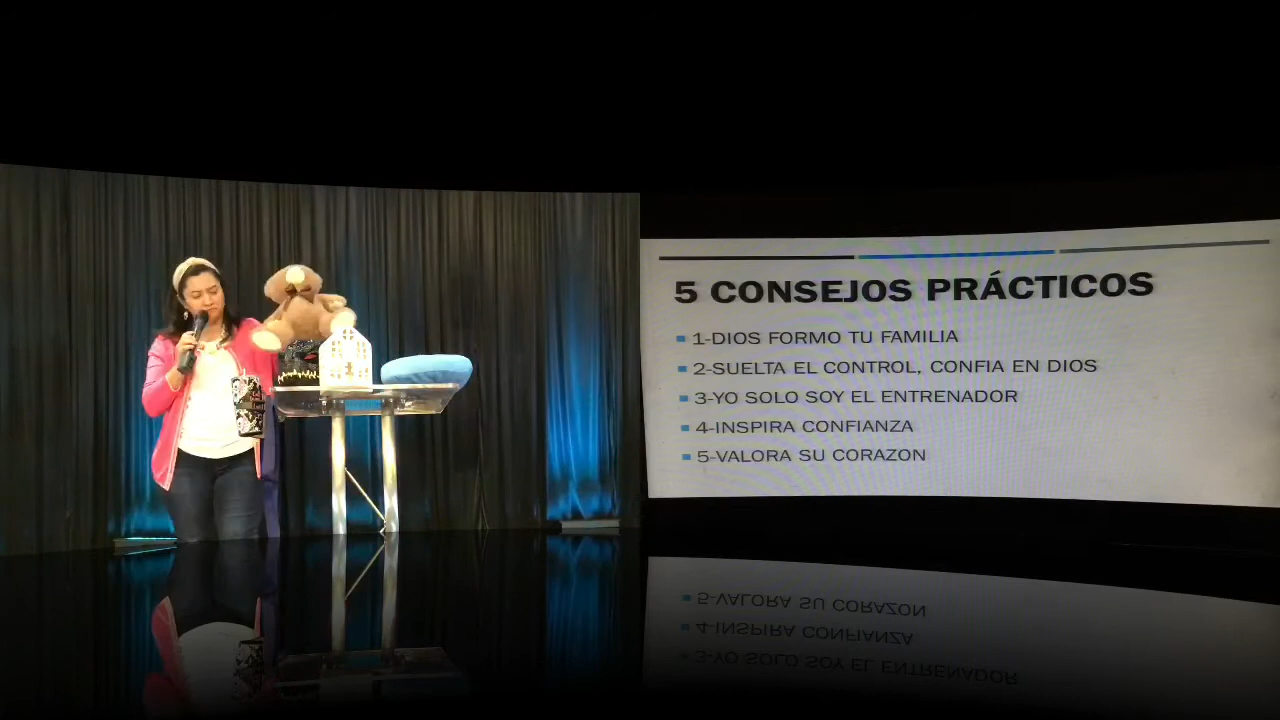 5 CONSEJOS PRÁCTICOS
1-DIOS FORMO TU FAMILIA
2-SUELTA EL CONTROL, CONFIA EN DIOS
3-YO SOLO SOY EL ENTRENADOR
4-INSPIRA CONFIANZA
5-VALORA SU CORAZON